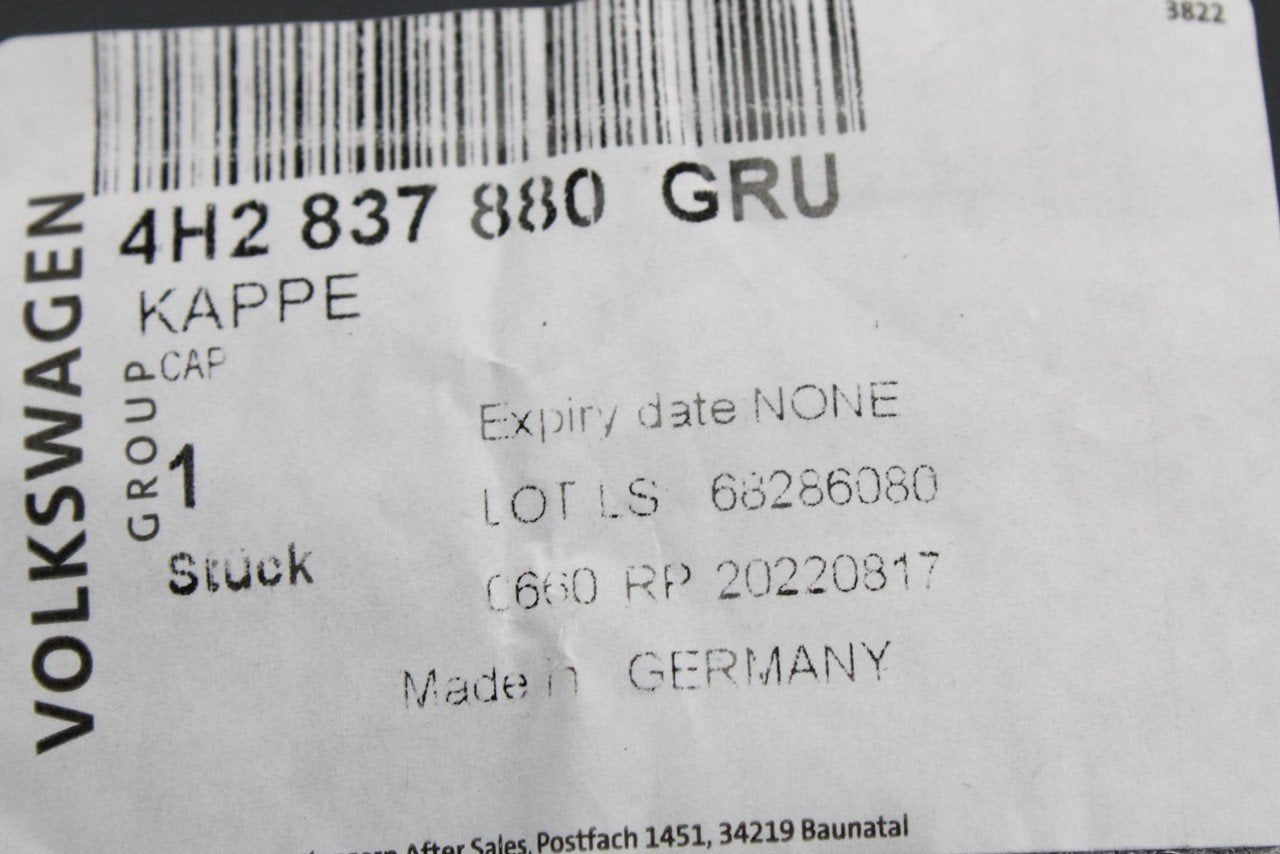 3822
VOLKSWAGEN
GROUP
4H2 837 880 GRU
KAPPE
CAP
1
Stück
Expiry date NONE
LOT LS 68286080
0660 RP 20220817
Made in GERMANY
After Sales, Postfach 1451, 34219 Baunatal